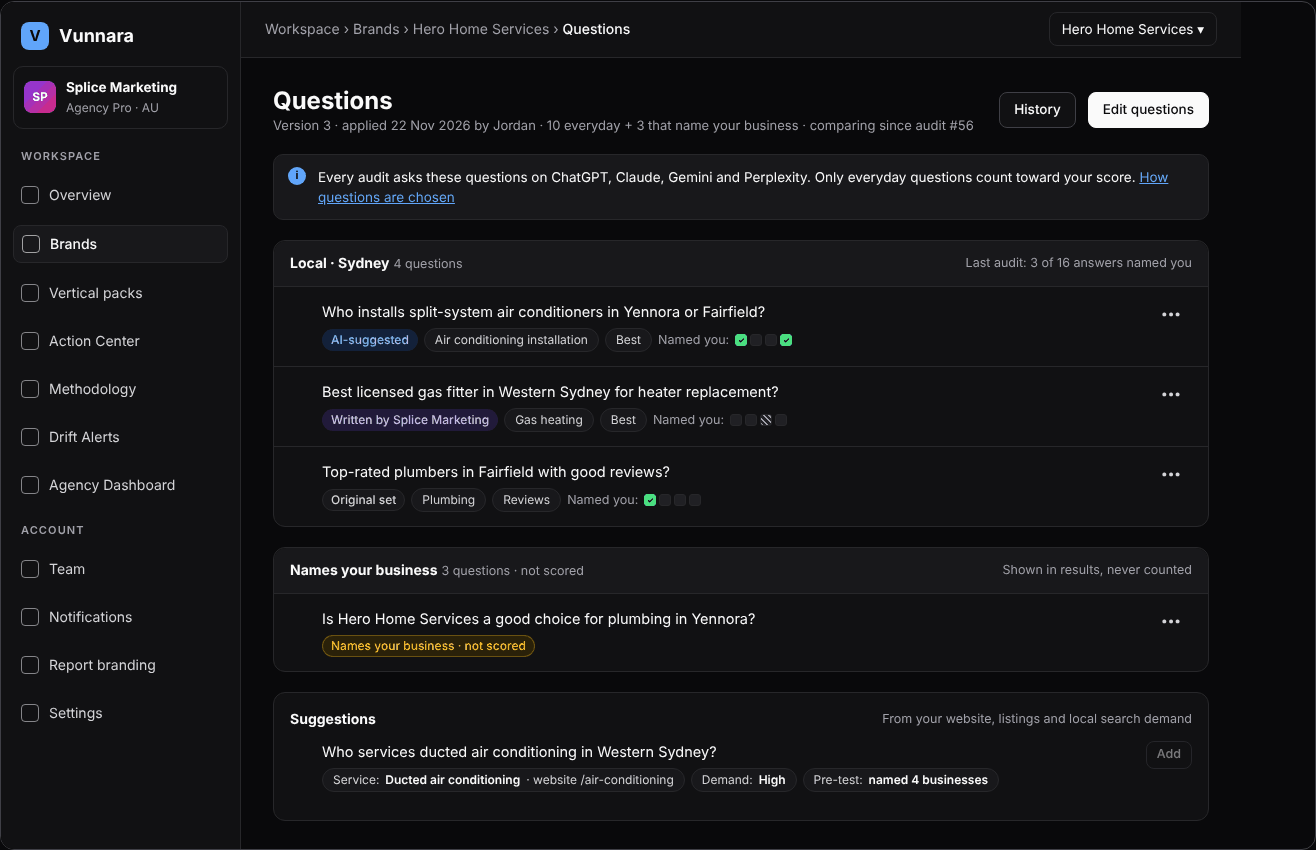 V Vunnara
SP Splice Marketing
Agency Pro · AU
WORKSPACE
Overview
Brands
Vertical packs
Action Center
Methodology
Drift Alerts
Agency Dashboard
ACCOUNT
Team
Notifications
Report branding
Settings
Workspace › Brands › Hero Home Services › Questions
Hero Home Services ▾
Questions
Version 3 · applied 22 Nov 2026 by Jordan · 10 everyday + 3 that name your business · comparing since audit #56
History
Edit questions
i Every audit asks these questions on ChatGPT, Claude, Gemini and Perplexity. Only everyday questions count toward your score. How
questions are chosen
Local · Sydney 4 questions
Last audit: 3 of 16 answers named you
Who installs split-system air conditioners in Yennora or Fairfield?
•••
AI-suggested Air conditioning installation Best Named you:
Best licensed gas fitter in Western Sydney for heater replacement?
•••
Written by Splice Marketing Gas heating Best Named you:
Top-rated plumbers in Fairfield with good reviews?
•••
Original set Plumbing Reviews Named you:
Names your business 3 questions · not scored
Shown in results, never counted
Is Hero Home Services a good choice for plumbing in Yennora?
•••
Names your business · not scored
Suggestions
From your website, listings and local search demand
Who services ducted air conditioning in Western Sydney?
Add
Service: Ducted air conditioning · website /air-conditioning Demand: High Pre-test: named 4 businesses